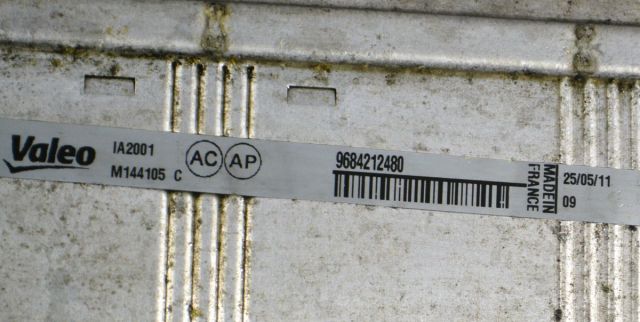 Valeo
IA2001
M144105 C
AC AP
9684212480
MADE IN
FRANCE
25/05/11
09